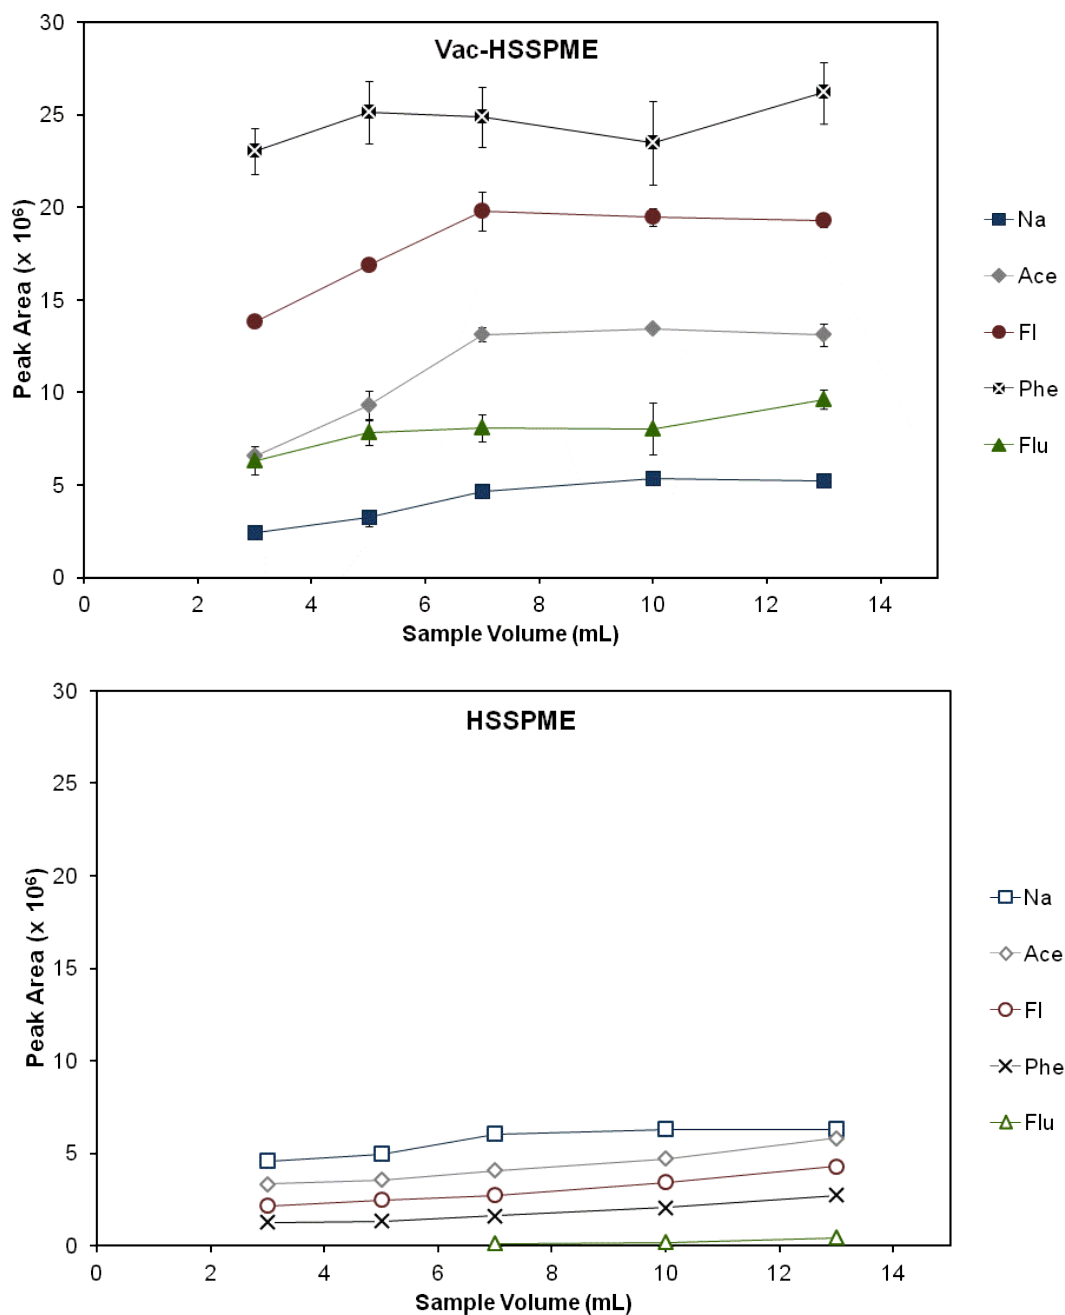 Vac-HSSPME
30
25
20
15
10
5
0
Peak Area (x 10⁶)
0 2 4 6 8 10 12 14
Sample Volume (mL)
Na
Ace
Fl
Phe
Flu
HSSPME
30
25
20
15
10
5
0
Peak Area (x 10⁶)
0 2 4 6 8 10 12 14
Sample Volume (mL)
Na
Ace
Fl
Phe
Flu